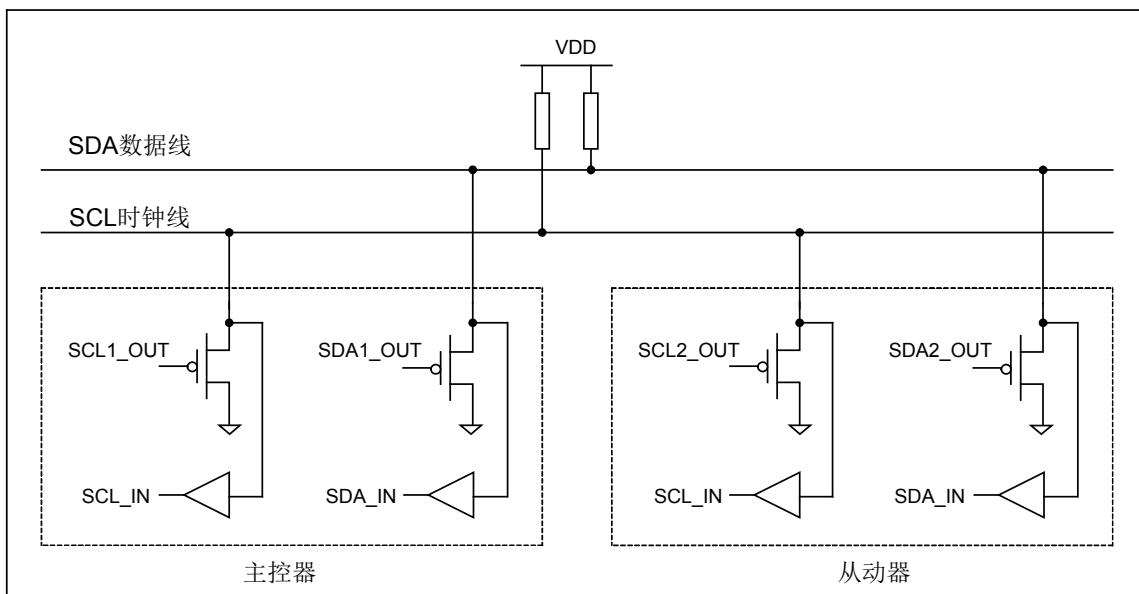 VDD
SDA数据线
SCL时钟线
SCL1_OUT
SDA1_OUT
SCL2_OUT
SDA2_OUT
SCL_IN
SDA_IN
SCL_IN
SDA_IN
主控器
从动器